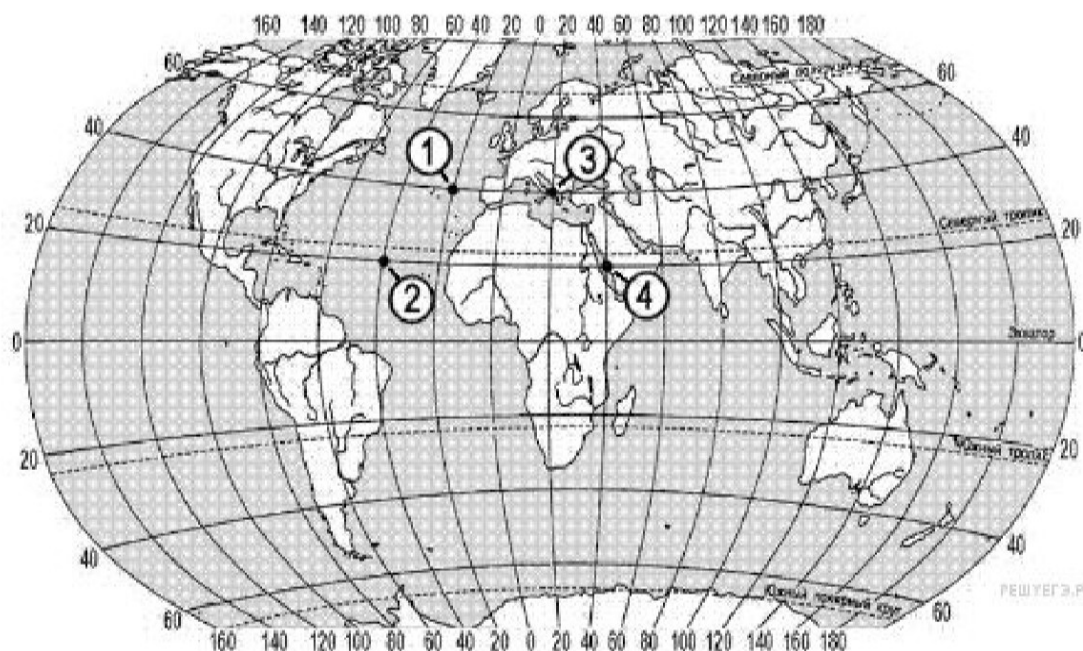 160 140 120 100 80 60 40 20 0 20 40 60 80 100 120 140 160 180
60 Северный полярный 60
40 40
1 3
20 Северный тропик 20
2 4
0 Экватор 0
20 Южный тропик 20
40 40
РЕШУЕГЭ.Р
60 Южный полярный круг 60
160 140 120 100 80 60 40 20 0 20 40 60 80 100 120 140 160 180